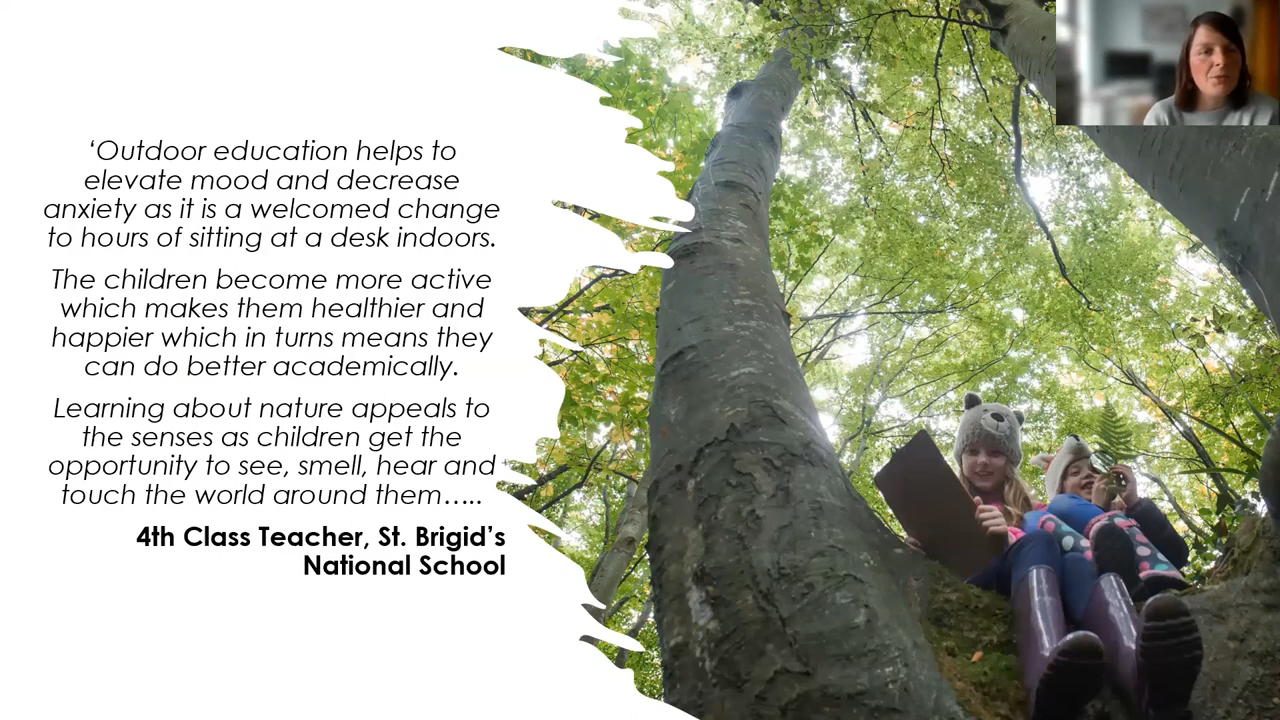 ‘Outdoor education helps to
elevate mood and decrease
anxiety as it is a welcomed change
to hours of sitting at a desk indoors.
The children become more active
which makes them healthier and
happier which in turns means they
can do better academically.
Learning about nature appeals to
the senses as children get the
opportunity to see, smell, hear and
touch the world around them…..
4th Class Teacher, St. Brigid’s
National School